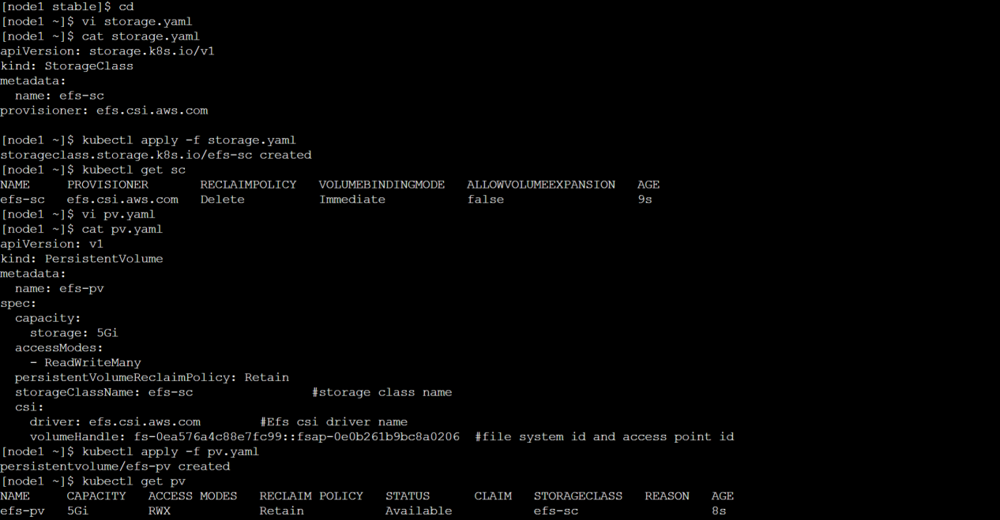 [node1 stable]$ cd
[node1 ~]$ vi storage.yaml
[node1 ~]$ cat storage.yaml
apiVersion: storage.k8s.io/v1
kind: StorageClass
metadata:
  name: efs-sc
provisioner: efs.csi.aws.com

[node1 ~]$ kubectl apply -f storage.yaml
storageclass.storage.k8s.io/efs-sc created
[node1 ~]$ kubectl get sc
NAME     PROVISIONER       RECLAIMPOLICY   VOLUMEBINDINGMODE   ALLOWVOLUMEEXPANSION   AGE
efs-sc   efs.csi.aws.com   Delete          Immediate           false                  9s
[node1 ~]$ vi pv.yaml
[node1 ~]$ cat pv.yaml
apiVersion: v1
kind: PersistentVolume
metadata:
  name: efs-pv
spec:
  capacity:
    storage: 5Gi
  accessModes:
    - ReadWriteMany
  persistentVolumeReclaimPolicy: Retain
  storageClassName: efs-sc                #storage class name
  csi:
    driver: efs.csi.aws.com        #Efs csi driver name
    volumeHandle: fs-0ea576a4c88e7fc99::fsap-0e0b261b9bc8a0206  #file system id and access point id
[node1 ~]$ kubectl apply -f pv.yaml
persistentvolume/efs-pv created
[node1 ~]$ kubectl get pv
NAME     CAPACITY   ACCESS MODES   RECLAIM POLICY   STATUS      CLAIM   STORAGECLASS   REASON   AGE
efs-pv   5Gi        RWX            Retain           Available           efs-sc                  8s